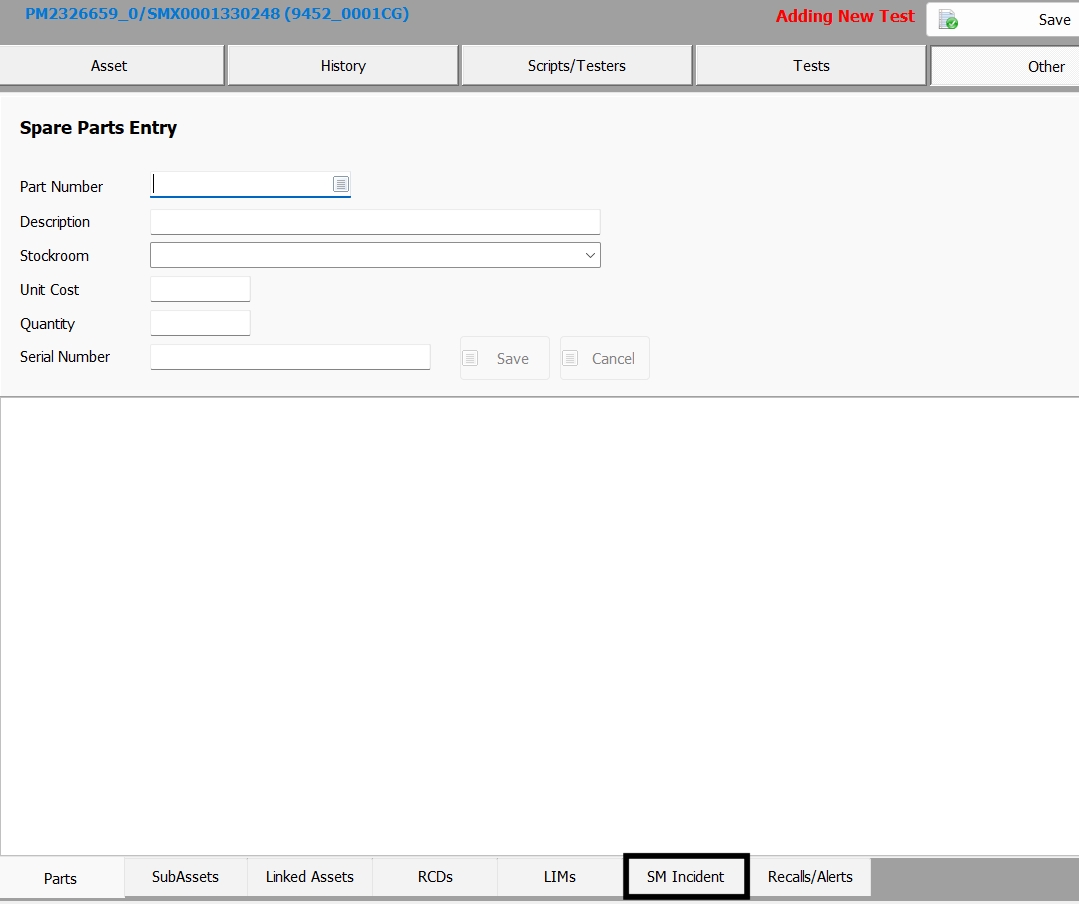 PM2326659_0/SMX0001330248 (9452_0001CG)
Adding New Test
Save
Asset
History
Scripts/Testers
Tests
Other
Spare Parts Entry
Part Number
Description
Stockroom
Unit Cost
Quantity
Serial Number
Save
Cancel
Parts
SubAssets
Linked Assets
RCDs
LIMs
SM Incident
Recalls/Alerts